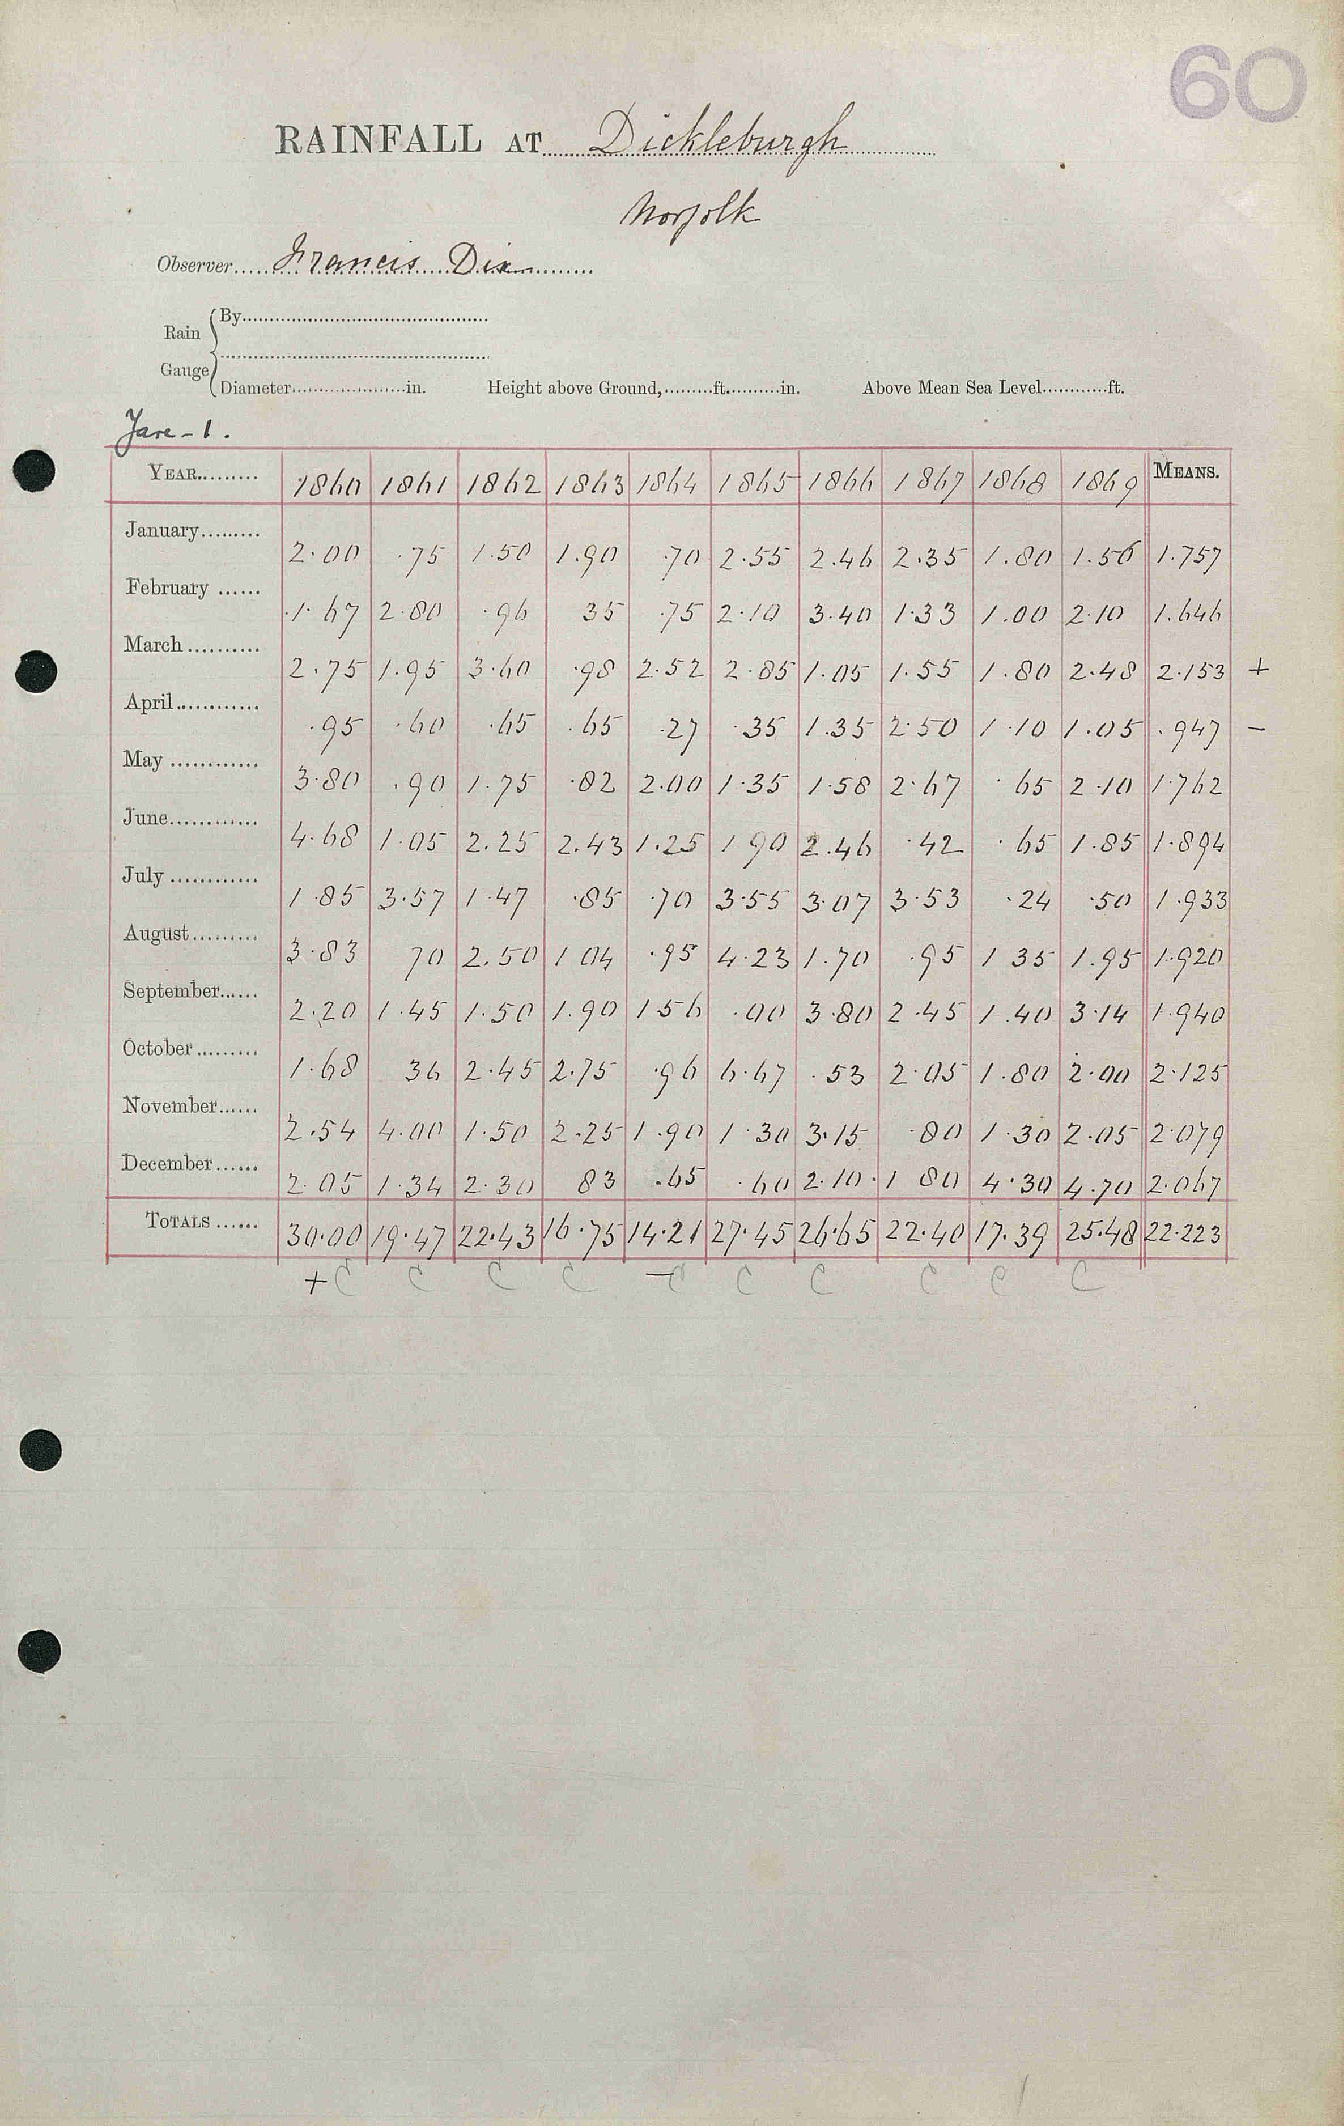 60
RAINFALL AT Dickleburgh
Norfolk
Observer Francis Dix
Rain Gauge { By
Diameter in. Height above Ground, ft. in. Above Mean Sea Level ft.
Yare - 1.
YEAR 1860 1861 1862 1863 1864 1865 1866 1867 1868 1869 MEANS.
January 2.00 .75 1.50 1.90 .70 2.55 2.46 2.35 1.80 1.56 1.757
February 1.67 2.80 .96 35 .75 2.10 3.40 1.33 1.00 2.10 1.646
March 2.75 1.95 3.60 .98 2.52 2.85 1.05 1.55 1.80 2.48 2.153 +
April .95 .60 .65 .65 .27 .35 1.35 2.50 1.10 1.05 .947 -
May 3.80 .90 1.75 .82 2.00 1.35 1.58 2.67 .65 2.10 1.762
June 4.68 1.05 2.25 2.43 1.25 1 90 2.46 .42 .65 1.85 1.894
July 1.85 3.57 1.47 .85 .70 3.55 3.07 3.53 .24 .50 1.933
August 3.83 70 2.50 1 04 .95 4.23 1.70 .95 1 35 1.95 1.920
September 2.20 1.45 1.50 1.90 1 56 .00 3.80 2.45 1.40 3.14 1.940
October 1.68 36 2.45 2.75 .96 6.67 .53 2.05 1.80 2.00 2.125
November 2.54 4.00 1.50 2.25 1.90 1.30 3.15 .80 1.30 2.05 2.079
December 2.05 1.34 2.30 83 .65 .60 2.10 1 80 4.30 4.70 2.067
TOTALS 30.00 19.47 22.43 16.75 14.21 27.45 26.65 22.40 17.39 25.48 22.223
+ C C C C - C C C C C C